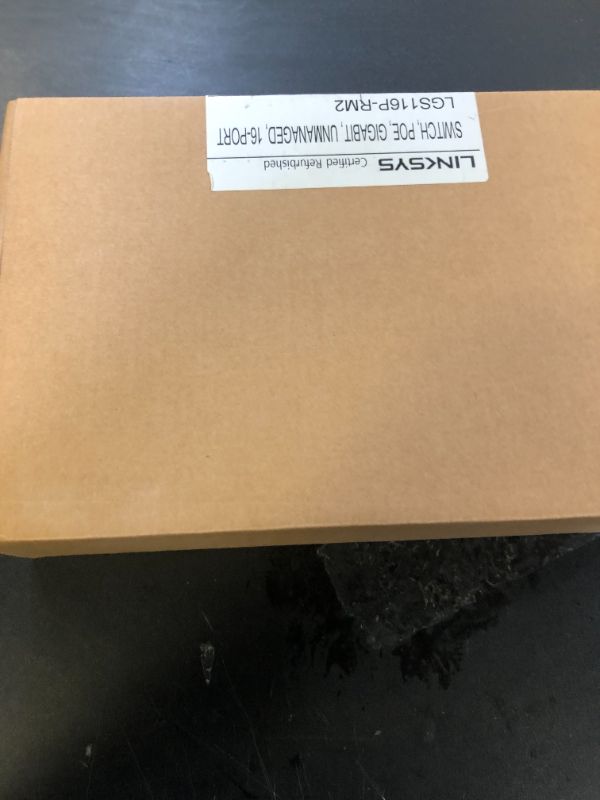 LINKSYS Certified Refurbished
SWITCH, POE, GIGABIT, UNMANAGED, 16-PORT
LGS116P-RM2